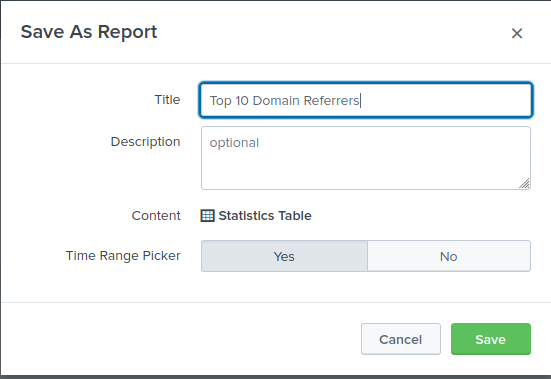 Save As Report
×
Title
Top 10 Domain Referrers
Description
optional
Content
Statistics Table
Time Range Picker
Yes
No
Cancel
Save